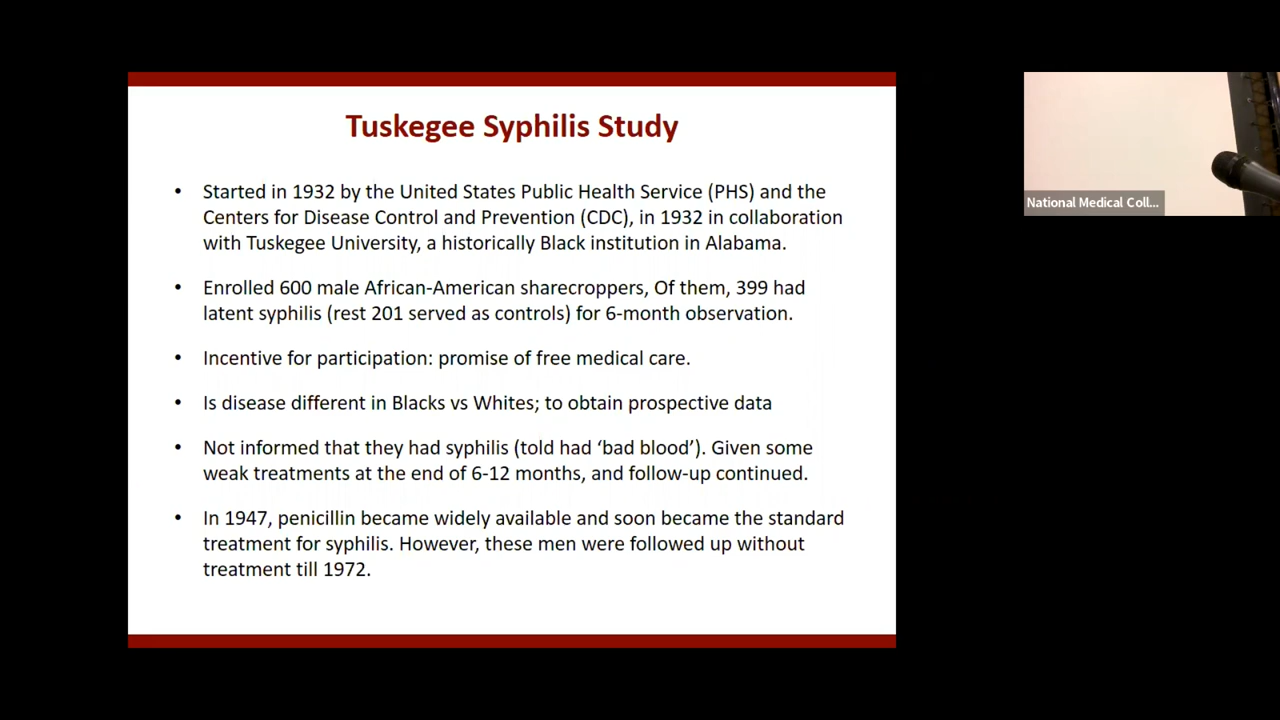 Tuskegee Syphilis Study
• Started in 1932 by the United States Public Health Service (PHS) and the
Centers for Disease Control and Prevention (CDC), in 1932 in collaboration
with Tuskegee University, a historically Black institution in Alabama.
• Enrolled 600 male African-American sharecroppers, Of them, 399 had
latent syphilis (rest 201 served as controls) for 6-month observation.
• Incentive for participation: promise of free medical care.
• Is disease different in Blacks vs Whites; to obtain prospective data
• Not informed that they had syphilis (told had ‘bad blood’). Given some
weak treatments at the end of 6-12 months, and follow-up continued.
• In 1947, penicillin became widely available and soon became the standard
treatment for syphilis. However, these men were followed up without
treatment till 1972.
National Medical Coll...